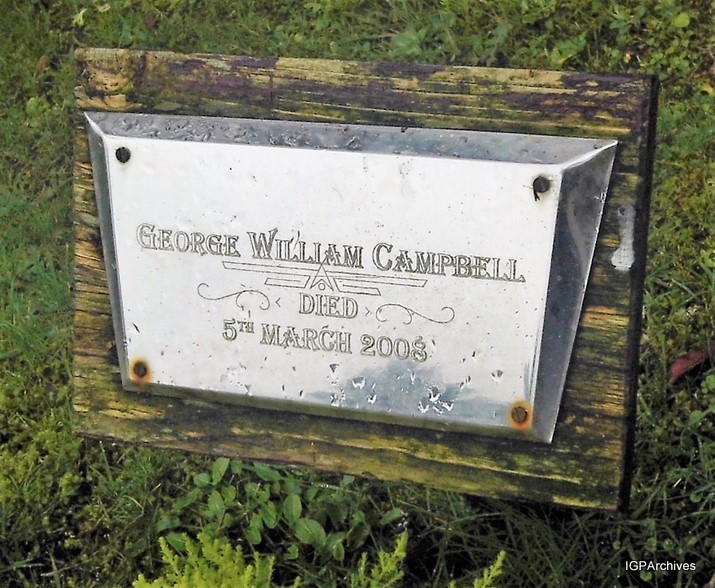 GEORGE WILLIAM CAMPBELL
DIED
5TH MARCH 2008
IGPArchives